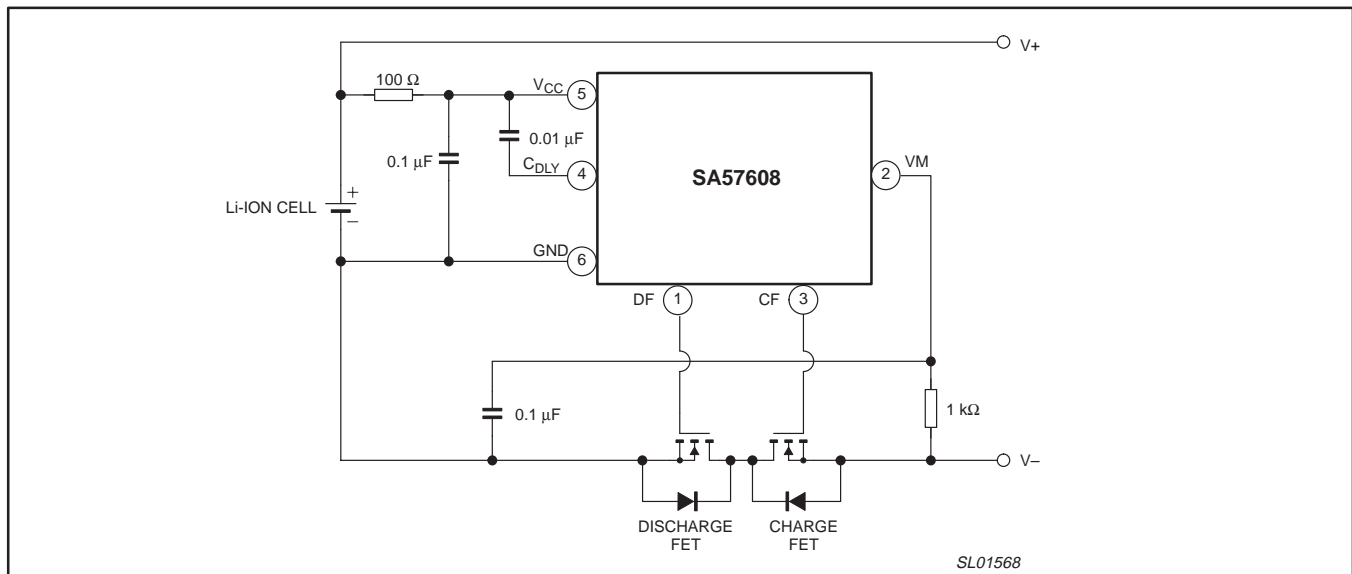 V+
100 Ω
VCC
5
0.01 μF
0.1 μF
CDLY
4
SA57608
VM
2
Li-ION CELL
+
–
GND
6
DF
1
CF
3
0.1 μF
1 kΩ
V–
DISCHARGE
FET
CHARGE
FET
SL01568